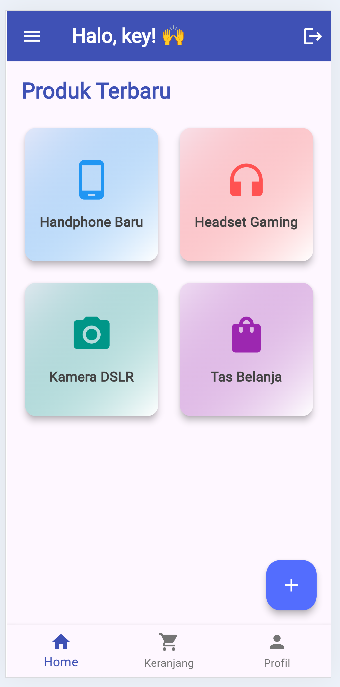 Halo, key! 🙌
Produk Terbaru
Handphone Baru
Headset Gaming
Kamera DSLR
Tas Belanja
Home
Keranjang
Profil